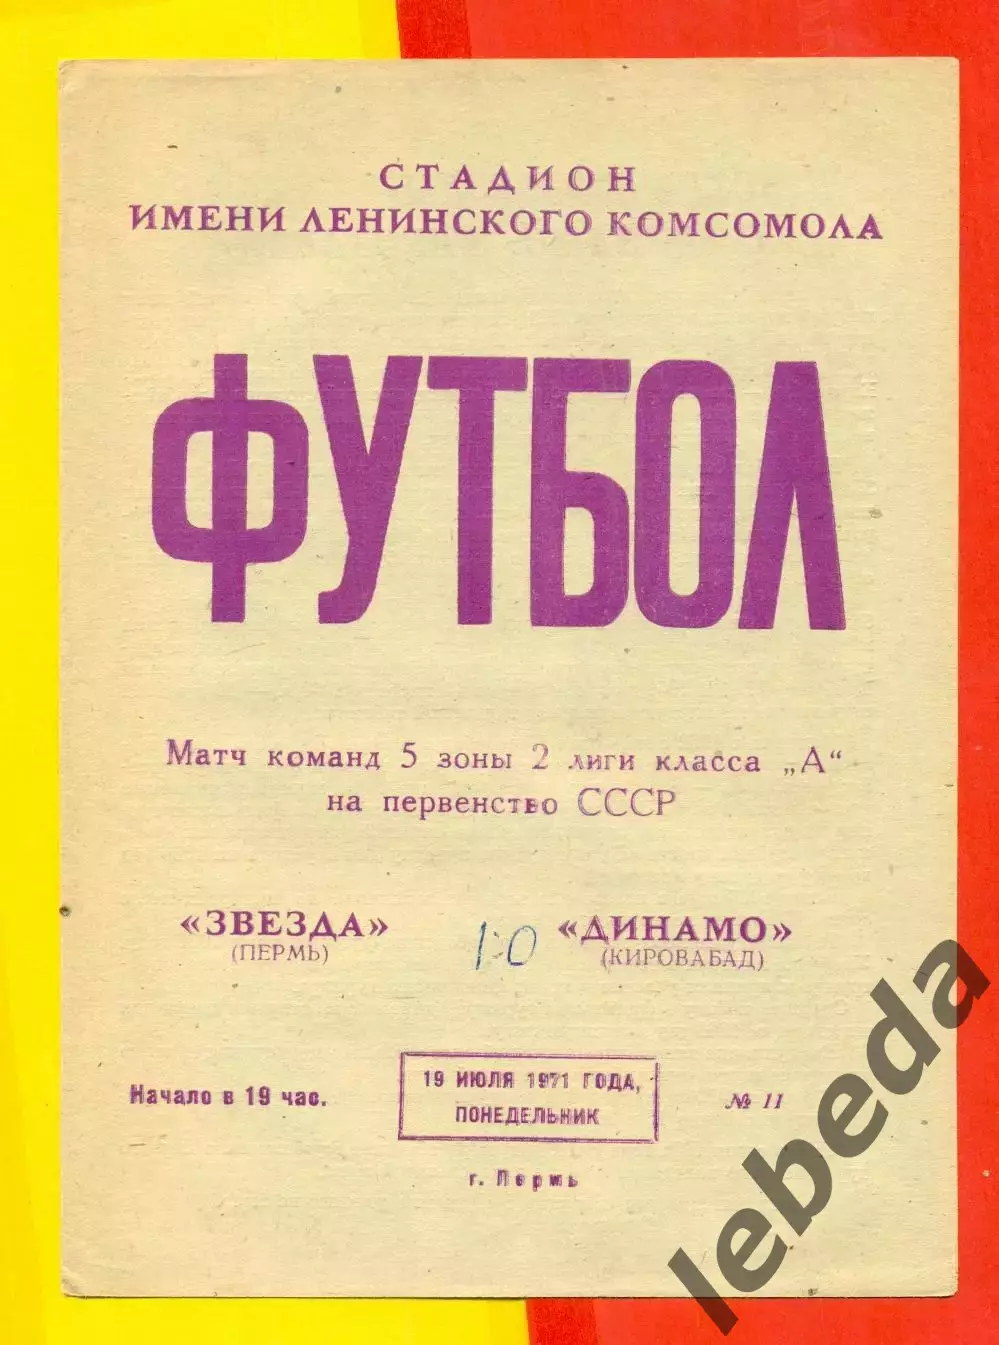 СТАДИОН
ИМЕНИ ЛЕНИНСКОГО КОМСОМОЛА
ФУТБОЛ
Матч команд 5 зоны 2 лиги класса „А“
на первенство СССР
«ЗВЕЗДА» 1:0 «ДИНАМО»
(ПЕРМЬ) (КИРОВАБАД)
Начало в 19 час.
19 ИЮЛЯ 1971 ГОДА,
ПОНЕДЕЛЬНИК
№ 11
г. Пермь
lebeda